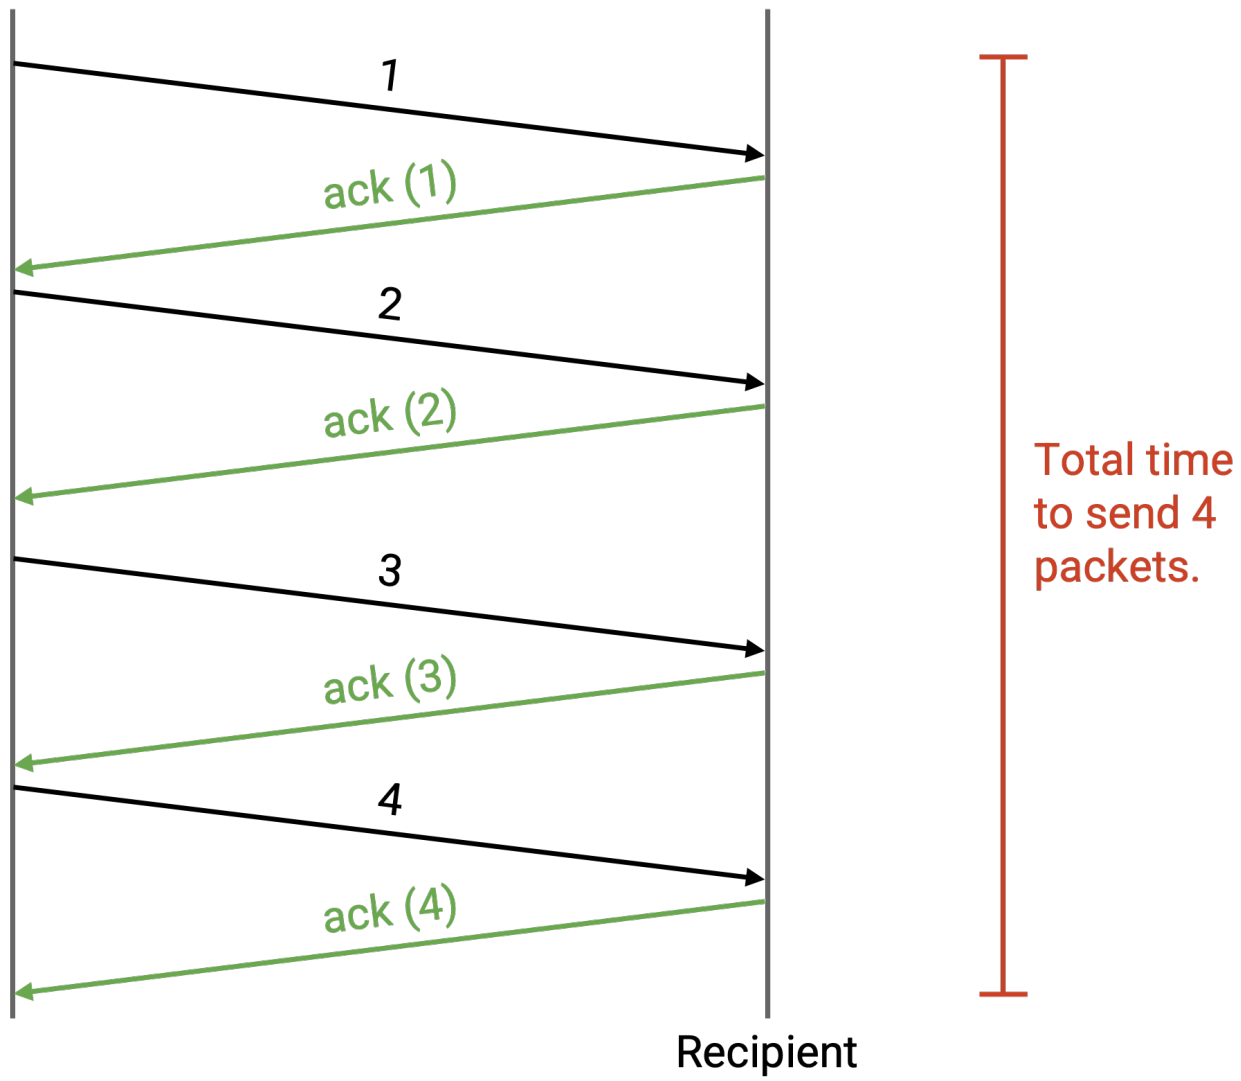 1
ack (1)
2
ack (2)
Total time
to send 4
packets.
3
ack (3)
4
ack (4)
Recipient